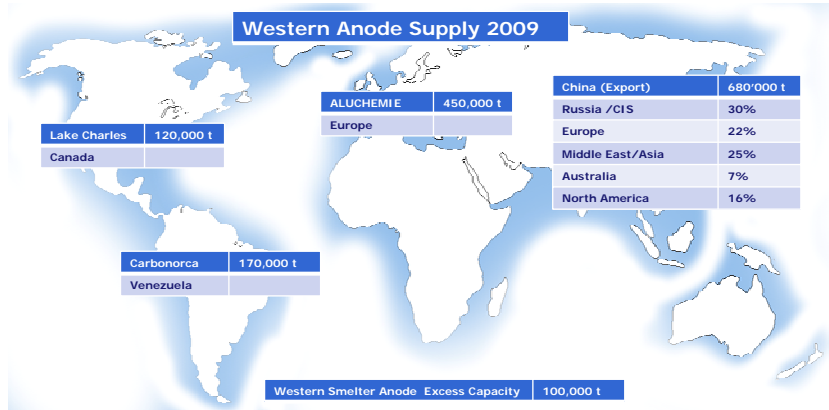 Western Anode Supply 2009
China (Export) 680'000 t
Russia /CIS 30%
Europe 22%
Middle East/Asia 25%
Australia 7%
North America 16%
ALUCHEMIE 450,000 t
Europe
Lake Charles 120,000 t
Canada
Carbonorca 170,000 t
Venezuela
Western Smelter Anode Excess Capacity 100,000 t